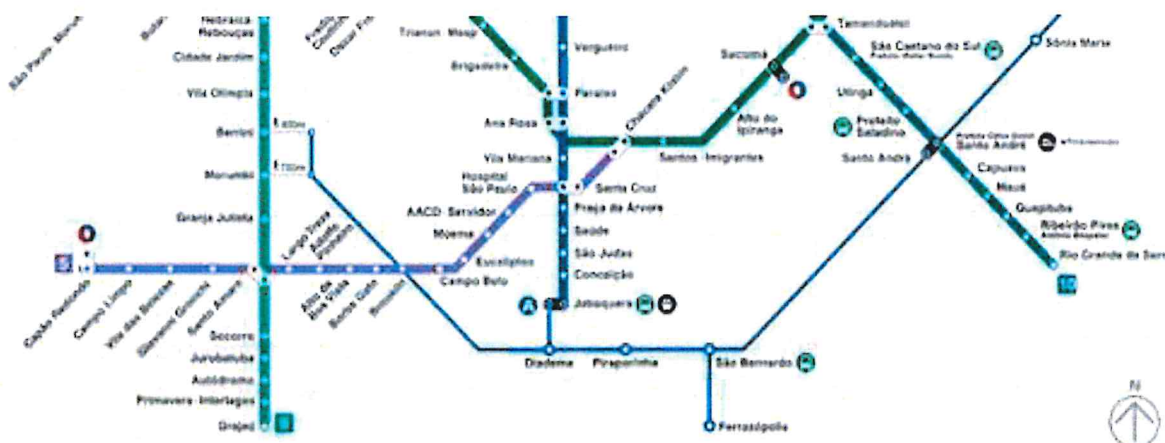 Rebouças
Cidade Jardim
Vila Olímpia
Berrini
Morumbi
Granja Julieta
Largo Treze
Adolfo
Pinheiro
Alto da
Boa Vista
Borba Gato
Brooklin
Campo Belo
Eucaliptos
Moema
AACD-Servidor
Hospital
São Paulo
Santa Cruz
Chácara Klabin
Capão Redondo
Campo Limpo
Vila das Belezas
Giovanni Gronchi
Santo Amaro
Socorro
Jurubatuba
Autódromo
Primavera-Interlagos
Grajaú
Trianon-Masp
Brigadeiro
Vergueiro
Paraíso
Ana Rosa
Vila Mariana
Praça da Árvore
Saúde
São Judas
Conceição
Jabaquara
Diadema
Piraporinha
São Bernardo
Ferrazópolis
Santos-Imigrantes
Alto do
Ipiranga
Sacomã
Tamanduateí
São Caetano do Sul
Utinga
Prefeito
Saladino
Santo André
Santo André
Capuava
Mauá
Guapituba
Ribeirão Pires
Rio Grande da Serra
Sônia Maria
N